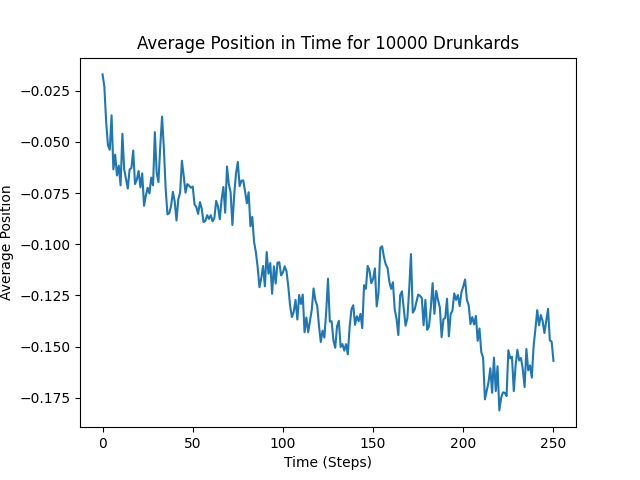 Average Position in Time for 10000 Drunkards
−0.025
−0.050
−0.075
−0.100
−0.125
−0.150
−0.175
Average Position
0 50 100 150 200 250
Time (Steps)